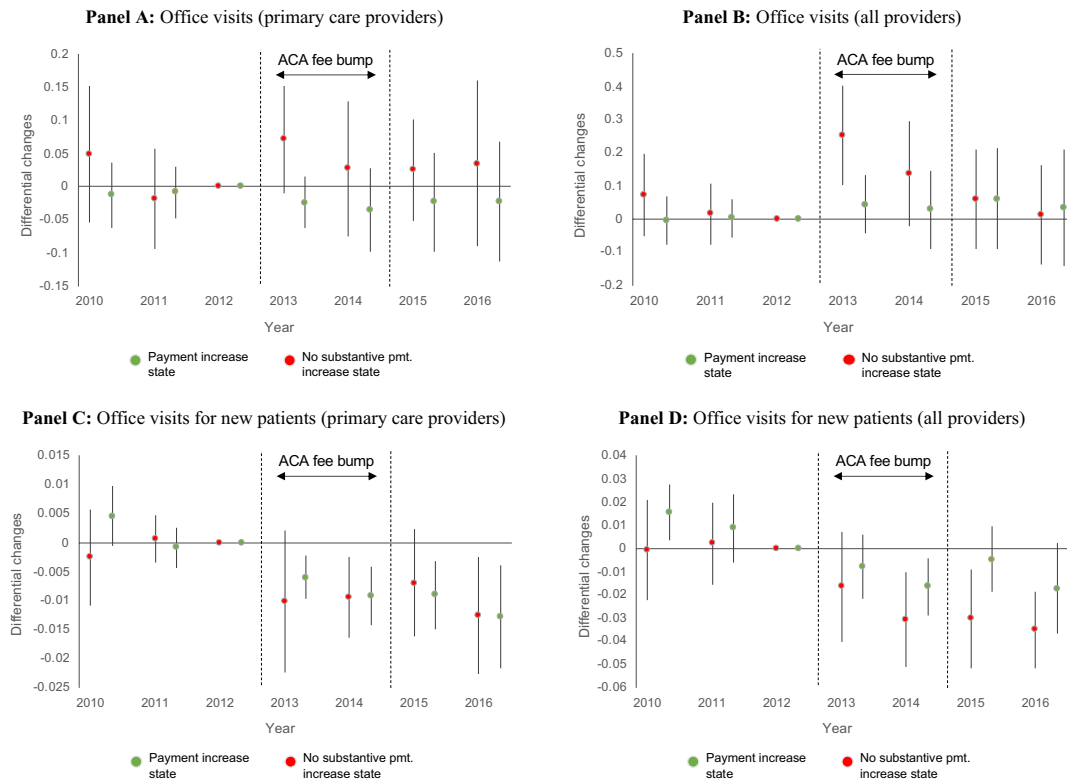 Panel A: Office visits (primary care providers)
ACA fee bump
Differential changes
0.2
0.15
0.1
0.05
0
-0.05
-0.1
-0.15
2010 2011 2012 2013 2014 2015 2016
Year
Payment increase state
No substantive pmt. increase state
Panel B: Office visits (all providers)
ACA fee bump
Differential changes
0.5
0.4
0.3
0.2
0.1
0
-0.1
-0.2
2010 2011 2012 2013 2014 2015 2016
Year
Payment increase state
No substantive pmt. increase state
Panel C: Office visits for new patients (primary care providers)
ACA fee bump
Differential changes
0.015
0.01
0.005
0
-0.005
-0.01
-0.015
-0.02
-0.025
2010 2011 2012 2013 2014 2015 2016
Year
Payment increase state
No substantive pmt. increase state
Panel D: Office visits for new patients (all providers)
ACA fee bump
Differential changes
0.04
0.03
0.02
0.01
0
-0.01
-0.02
-0.03
-0.04
-0.05
-0.06
2010 2011 2012 2013 2014 2015 2016
Year
Payment increase state
No substantive pmt. increase state